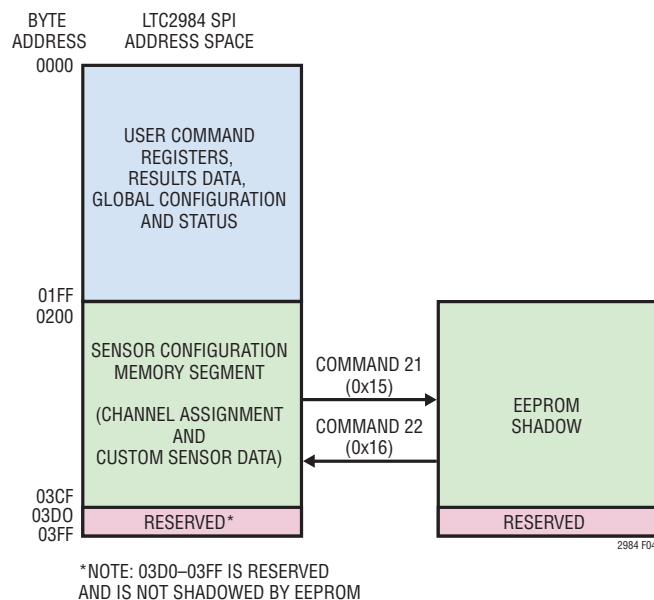 BYTE
ADDRESS
LTC2984 SPI
ADDRESS SPACE
0000
USER COMMAND
REGISTERS,
RESULTS DATA,
GLOBAL CONFIGURATION
AND STATUS
01FF
0200
SENSOR CONFIGURATION
MEMORY SEGMENT
(CHANNEL ASSIGNMENT
AND
CUSTOM SENSOR DATA)
COMMAND 21
(0x15)
COMMAND 22
(0x16)
EEPROM
SHADOW
03CF
03D0
03FF
RESERVED*
RESERVED
2984 F04
*NOTE: 03D0–03FF IS RESERVED
AND IS NOT SHADOWED BY EEPROM